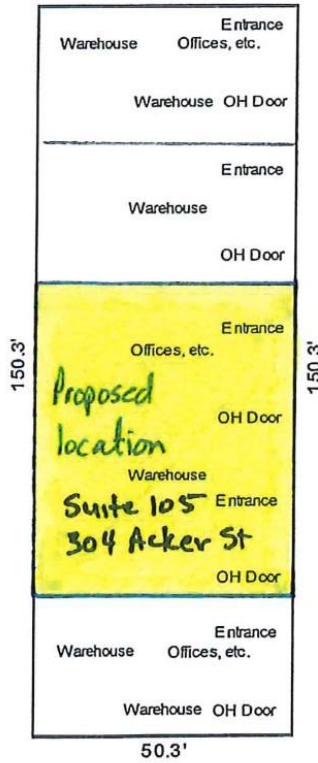 Entrance
Warehouse Offices, etc.
Warehouse OH Door
Entrance
Warehouse
OH Door
Entrance
Offices, etc.
150.3'
150.3'
Proposed
OH Door
location
Warehouse
Suite 105 Entrance
304 Acker St
OH Door
Entrance
Warehouse Offices, etc.
Warehouse OH Door
50.3'